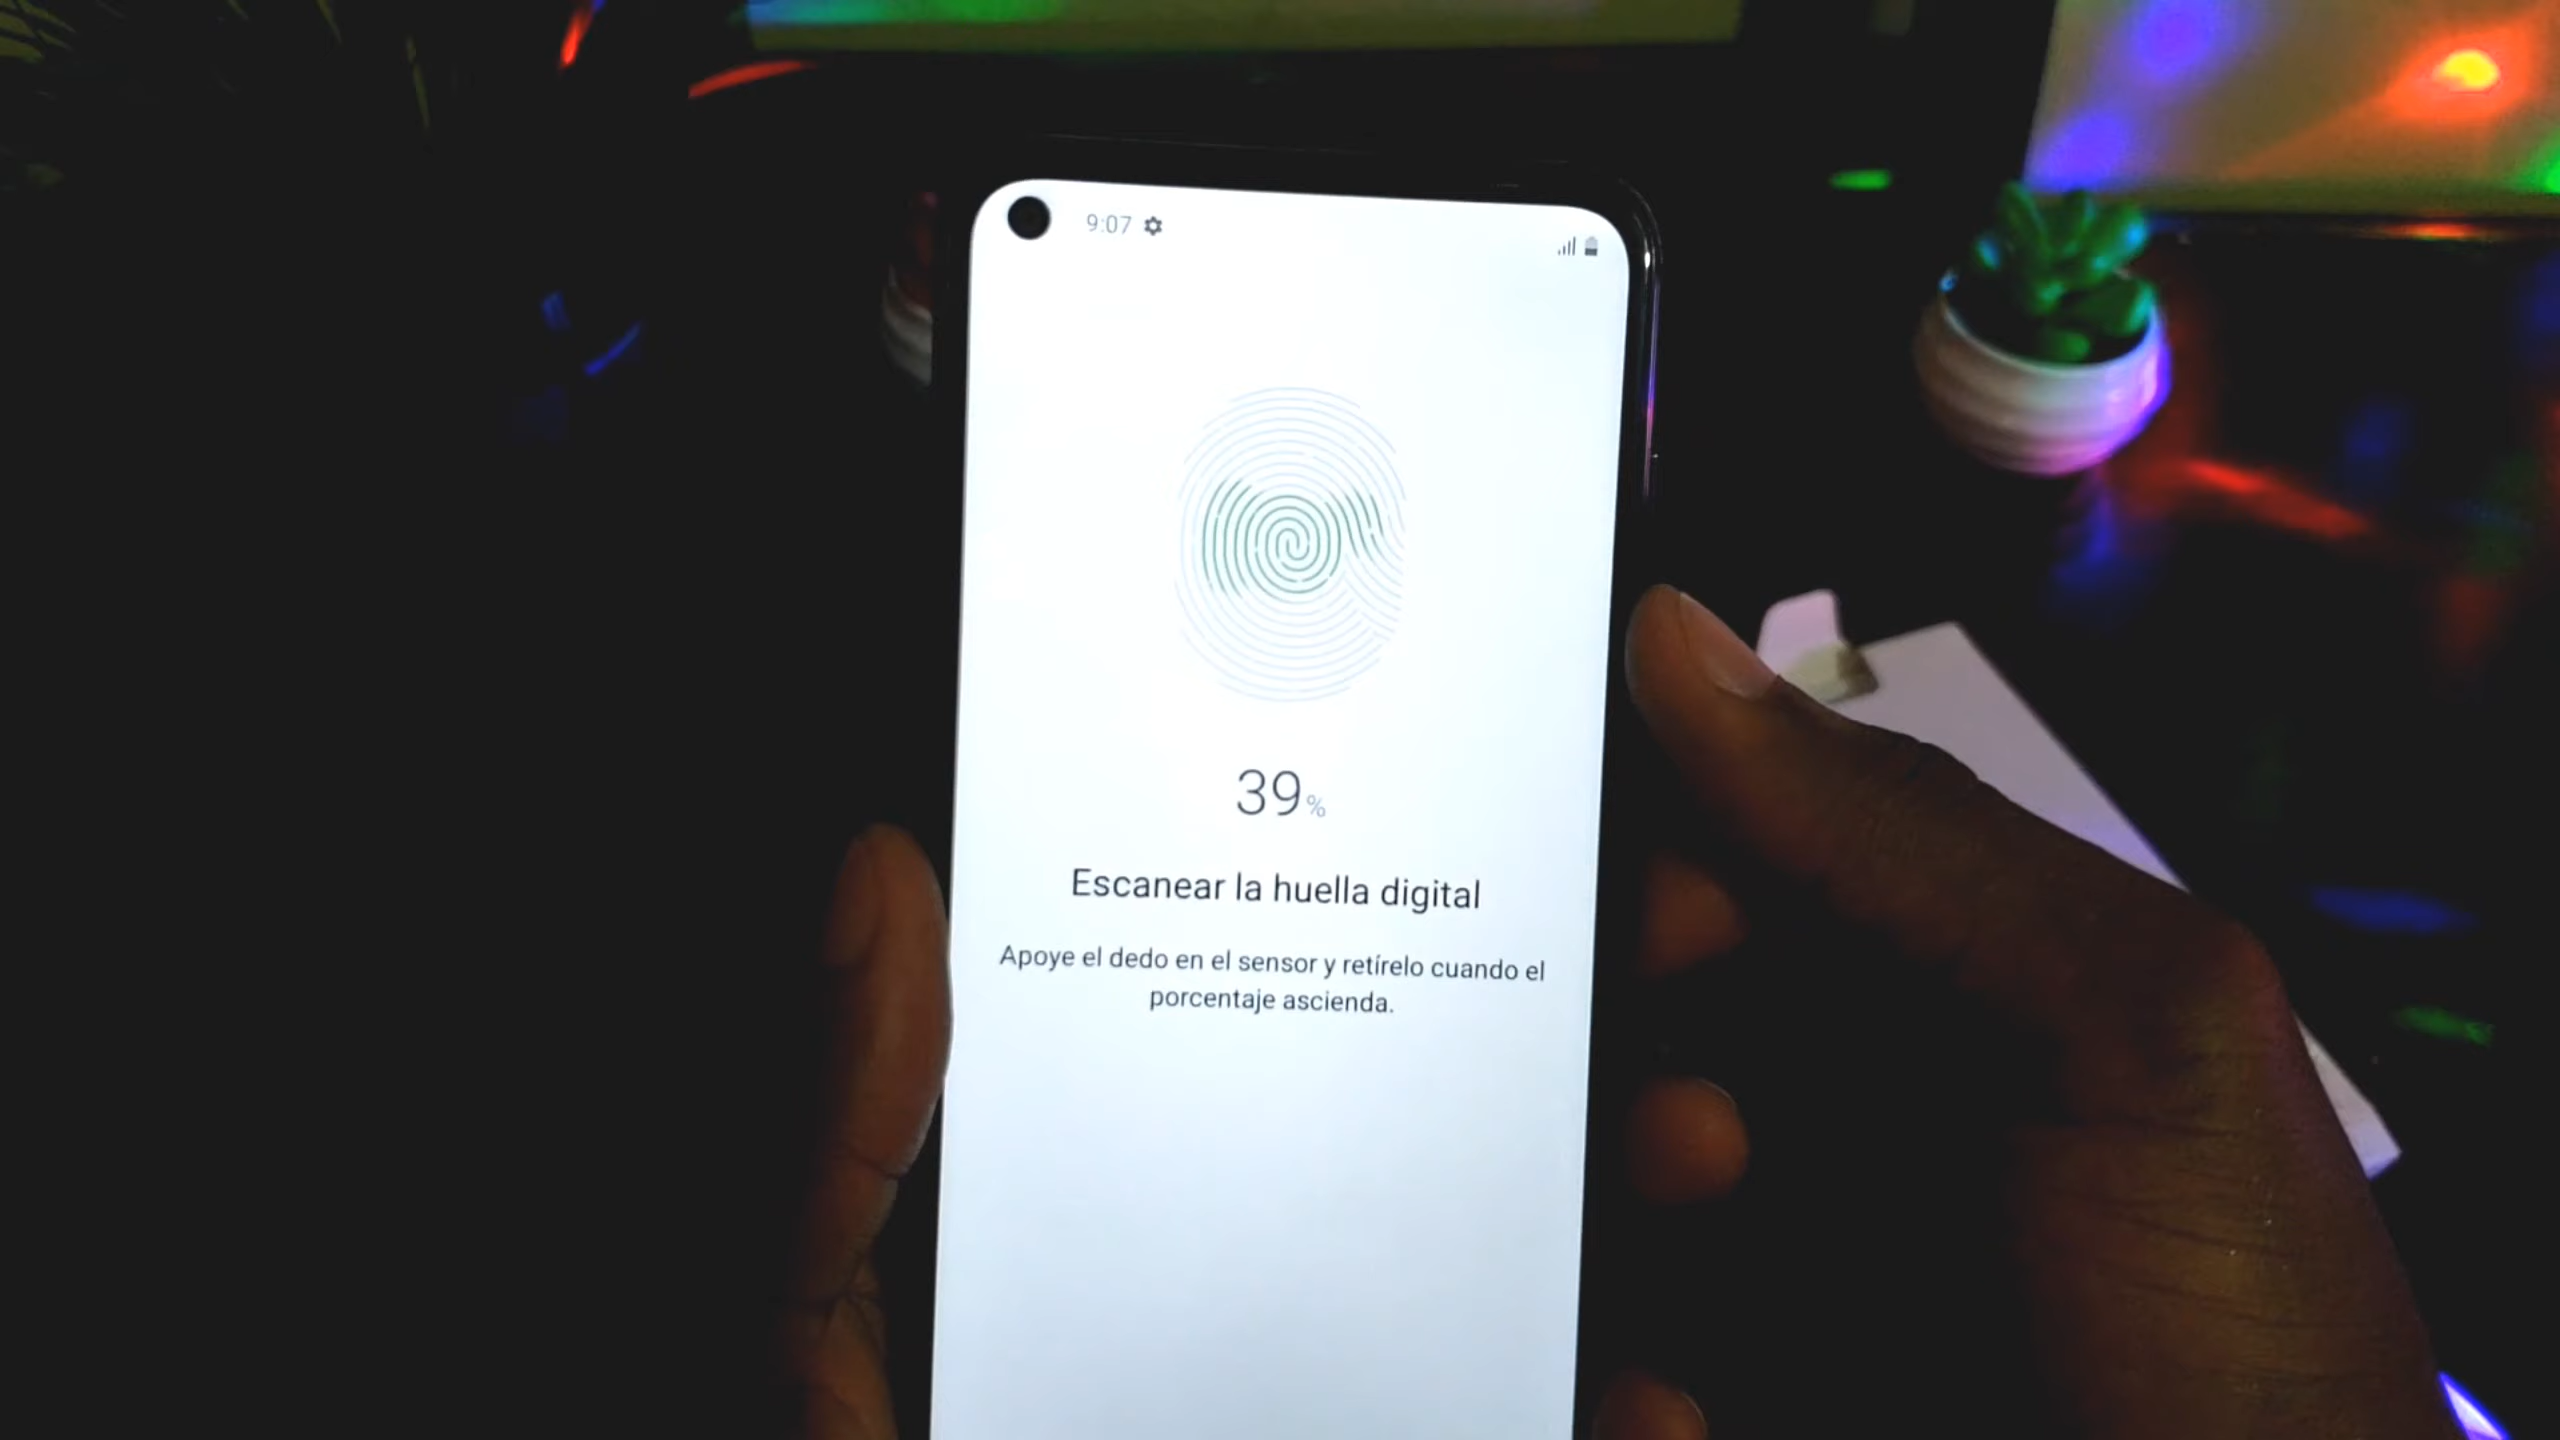 9:07
39%
Escanear la huella digital
Apoye el dedo en el sensor y retírelo cuando el
porcentaje ascienda.